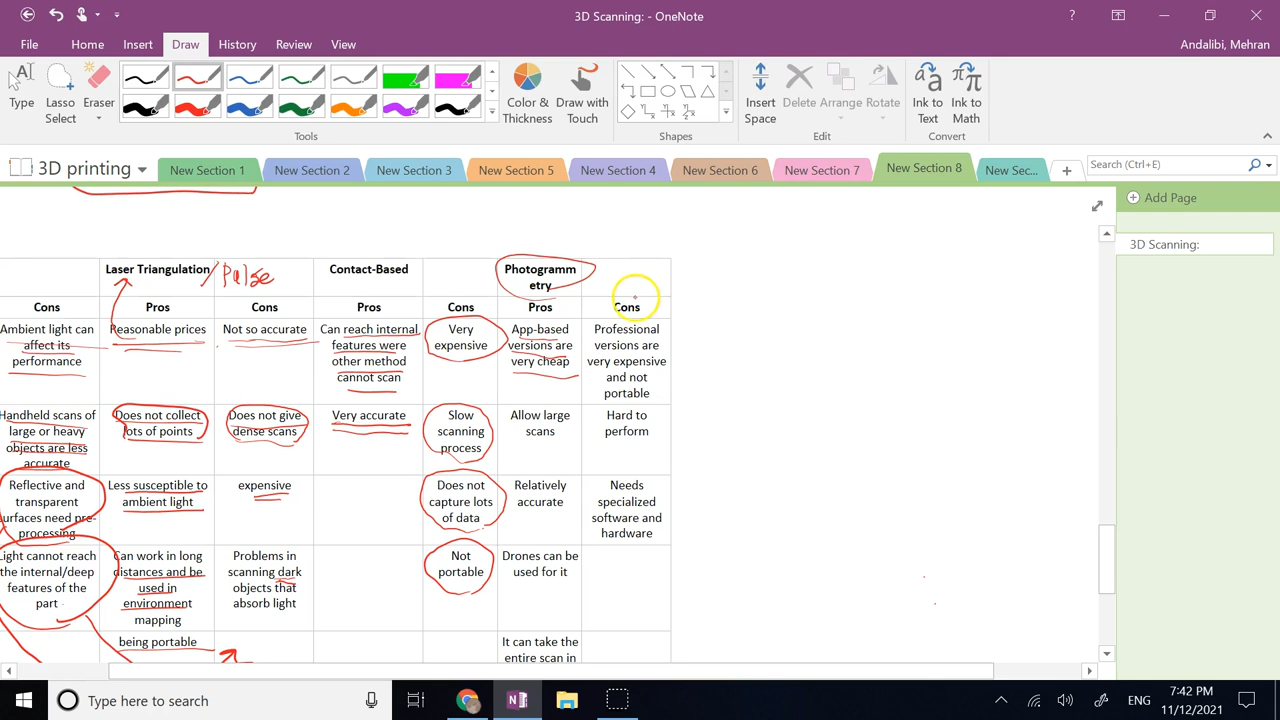 3D Scanning: - OneNote
File
Home
Insert
Draw
History
Review
View
Andalibi, Mehran
Type
Lasso
Select
Eraser
Color &
Thickness
Draw with
Touch
Insert
Space
Delete
Arrange
Rotate
Ink to
Text
Ink to
Math
Tools
Shapes
Edit
Convert
3D printing
New Section 1
New Section 2
New Section 3
New Section 5
New Section 4
New Section 6
New Section 7
New Section 8
New Sec...
Search (Ctrl+E)
Add Page
3D Scanning:
Laser Triangulation
/ Pulse
Contact-Based
Photogramm
etry
Cons
Pros
Cons
Pros
Cons
Pros
Cons
Ambient light can
affect its
performance
Reasonable prices
Not so accurate
Can reach internal
features were
other method
cannot scan
Very
expensive
App-based
versions are
very cheap
Professional
versions are
very expensive
and not
portable
Handheld scans of
large or heavy
objects are less
accurate
Does not collect
lots of points
Does not give
dense scans
Very accurate
Slow
scanning
process
Allow large
scans
Hard to
perform
Reflective and
transparent
surfaces need pre-
processing
Less susceptible to
ambient light
expensive
Does not
capture lots
of data
Relatively
accurate
Needs
specialized
software and
hardware
Light cannot reach
the internal/deep
features of the
part
Can work in long
distances and be
used in
environment
mapping
Problems in
scanning dark
objects that
absorb light
Not
portable
Drones can be
used for it
being portable
It can take the
entire scan in
Type here to search
ENG
7:42 PM
11/12/2021